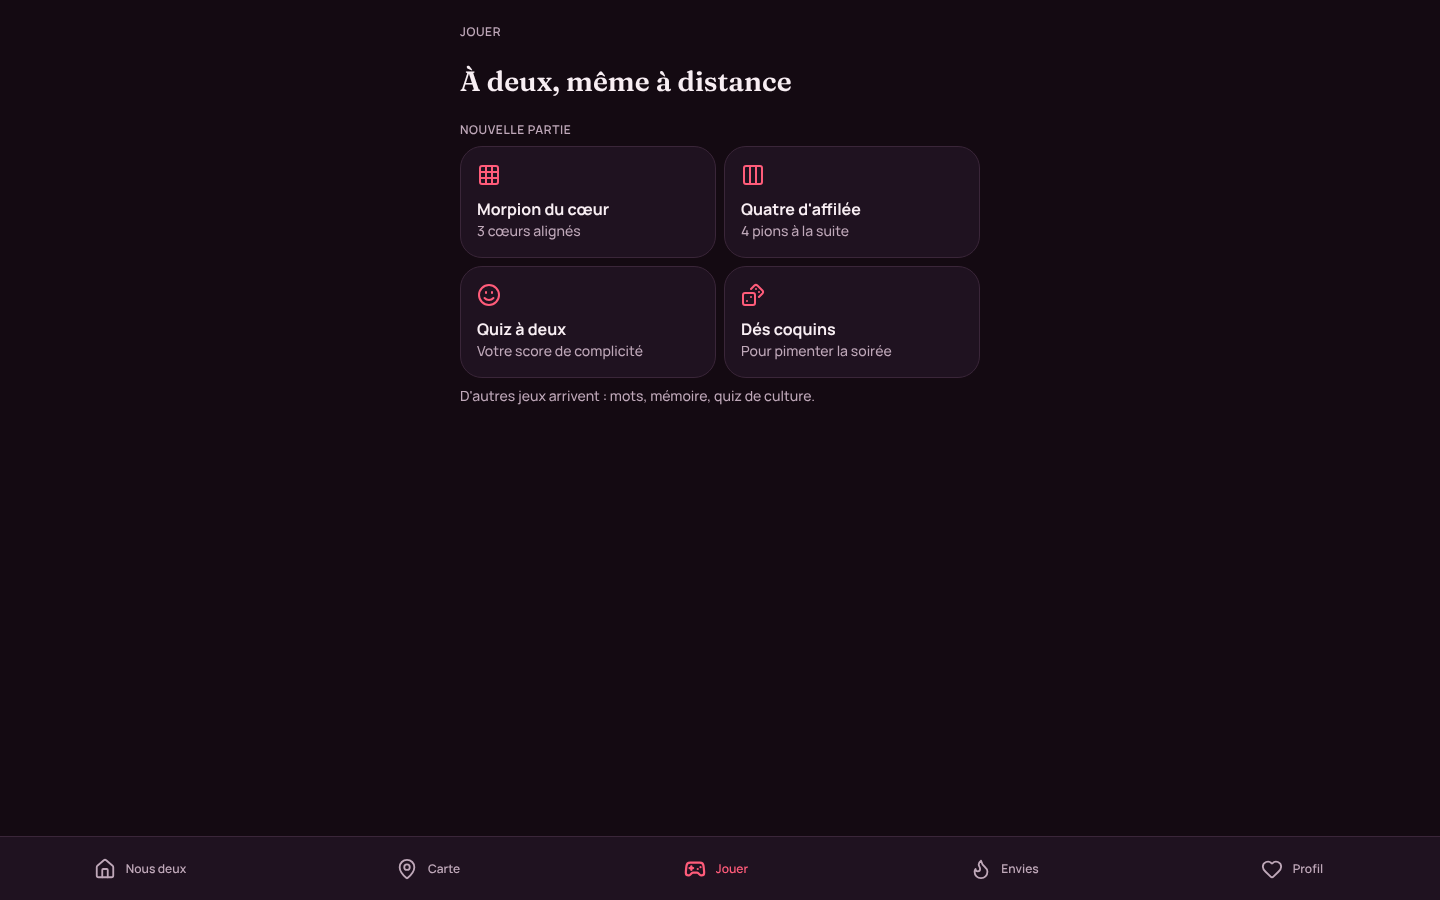 JOUER
À deux, même à distance
NOUVELLE PARTIE
Morpion du cœur
3 cœurs alignés
Quatre d'affilée
4 pions à la suite
Quiz à deux
Votre score de complicité
Dés coquins
Pour pimenter la soirée
D'autres jeux arrivent : mots, mémoire, quiz de culture.
Nous deux
Carte
Jouer
Envies
Profil